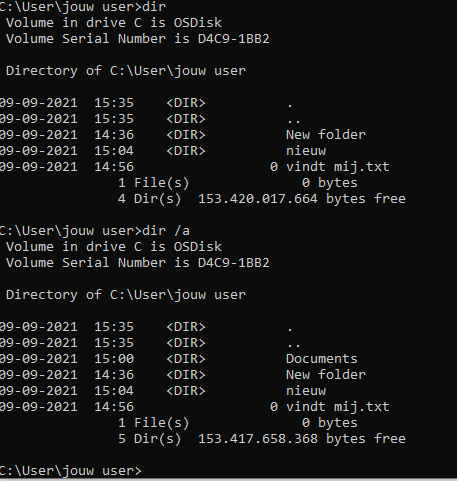 C:\User\jouw user>dir
Volume in drive C is OSDisk
Volume Serial Number is D4C9-1BB2
Directory of C:\User\jouw user
09-09-2021  15:35    <DIR>          .
09-09-2021  15:35    <DIR>          ..
09-09-2021  14:36    <DIR>          New folder
09-09-2021  15:04    <DIR>          nieuw
09-09-2021  14:56                 0 vindt mij.txt
1 File(s)              0 bytes
4 Dir(s)  153.420.017.664 bytes free
C:\User\jouw user>dir /a
Volume in drive C is OSDisk
Volume Serial Number is D4C9-1BB2
Directory of C:\User\jouw user
09-09-2021  15:35    <DIR>          .
09-09-2021  15:35    <DIR>          ..
09-09-2021  15:00    <DIR>          Documents
09-09-2021  14:36    <DIR>          New folder
09-09-2021  15:04    <DIR>          nieuw
09-09-2021  14:56                 0 vindt mij.txt
1 File(s)              0 bytes
5 Dir(s)  153.417.658.368 bytes free
C:\User\jouw user>